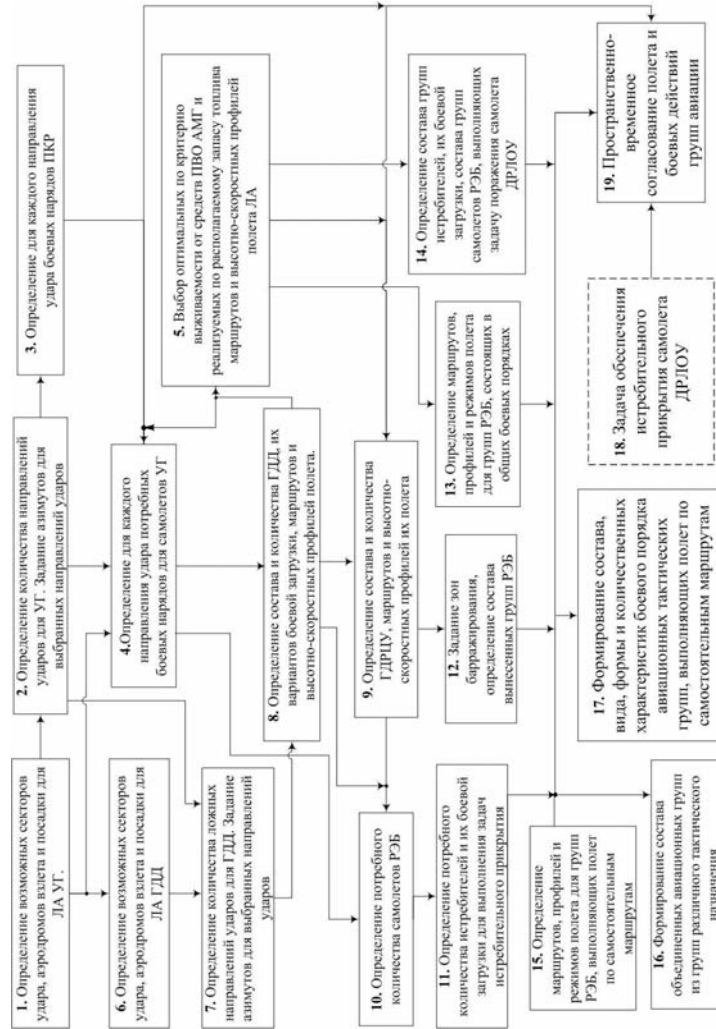 1. Определение возможных секторов
удара, аэродромов взлета и посадки для
ЛА УГ.
2. Определение количества направлений
ударов для УГ. Задание азимутов для
выбранных направлений ударов
3. Определение для каждого направления
удара боевых нарядов ПКР
4.Определение для каждого
направления удара потребных
боевых нарядов для самолетов УГ
5. Выбор оптимальных по критерию
выживаемости от средств ПВО АМГ и
реализуемых по располагаемому запасу топлива
маршрутов и высотно-скоростных профилей
полета ЛА
6. Определение возможных секторов
удара, аэродромов взлета и посадки для
ЛА ГДД
7. Определение количества ложных
направлений ударов для ГДД. Задание
азимутов для выбранных направлений
ударов
8. Определение состава и количества ГДД, их
вариантов боевой загрузки, маршрутов и
высотно-скоростных профилей полета.
9. Определение состава и количества
ГДРЦУ, маршрутов и высотно-
скоростных профилей их полета
10. Определение потребного
количества самолетов РЭБ
11. Определение потребного
количества истребителей и их боевой
загрузки для выполнения задач
истребительного прикрытия
12. Задание зон
барражирования,
определение состава
вынесенных групп РЭБ
13. Определение маршрутов,
профилей и режимов полета
для групп РЭБ, состоящих в
общих боевых порядках
14. Определение состава групп
истребителей, их боевой
загрузки, состава групп
самолетов РЭБ, выполняющих
задачу поражения самолета
ДРЛОУ
15. Определение
маршрутов, профилей и
режимов полета для групп
РЭБ, выполняющих полет
по самостоятельным
маршрутам
16. Формирование состава
объединенных авиационных групп
из групп различного тактического
назначения
17. Формирование состава,
вида, формы и количественных
характеристик боевого порядка
авиационных тактических
групп, выполняющих полет по
самостоятельным маршрутам
18. Задача обеспечения
истребительного
прикрытия самолета
ДРЛОУ
19. Пространственно-
временное
согласование полета и
боевых действий
групп авиации